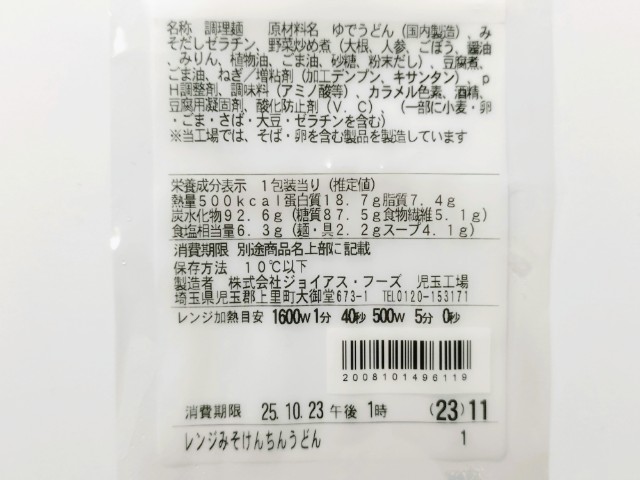 名称　調理麺　　原材料名　ゆでうどん（国内製造）、み
そだしゼラチン、野菜炒め煮（大根、人参、ごぼう、醤油
、みりん、植物油、ごま油、砂糖、粉末だし）、豆腐煮、
ごま油、ねぎ／増粘剤（加工デンプン、キサンタン）、ｐ
Ｈ調整剤、調味料（アミノ酸等）、カラメル色素、酒精、
豆腐用凝固剤、酸化防止剤（Ｖ．Ｃ）、（一部に小麦・卵
・ごま・さば・大豆・ゼラチンを含む）
※当工場では、そば・卵を含む製品を製造しています
栄養成分表示　１包装当り（推定値）
熱量５００ｋｃａｌ蛋白質１８．７ｇ脂質７．４ｇ
炭水化物９２．６ｇ（糖質８７．５ｇ食物繊維５．１ｇ）
食塩相当量６．３ｇ（麺・具２．２ｇスープ４．１ｇ）
消費期限　別途商品名上部に記載
保存方法　１０℃以下
製造者　株式会社ジョイアス・フーズ　児玉工場
埼玉県児玉郡上里町大御堂673-1　TEL0120-153171
レンジ加熱目安　1600W 1分　40秒 500W　5分　0秒
2008101496119
消費期限　25.10.23 午後 1時　(23)11
レンジみそけんちんうどん　1